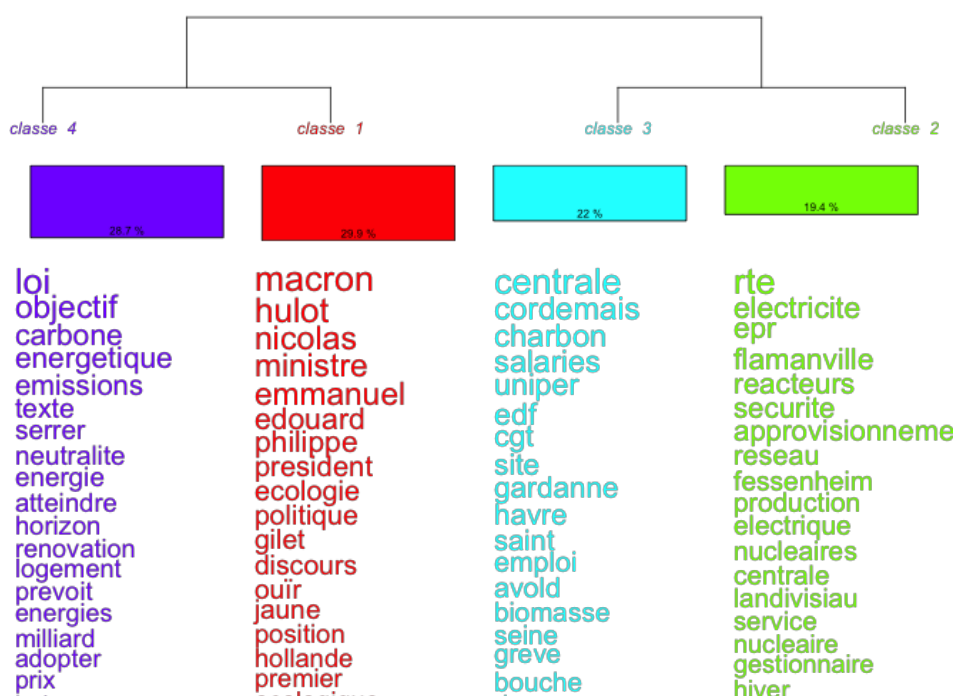 classe 4
classe 1
classe 3
classe 2
28.7 %
29.9 %
22 %
19.4 %
loi
objectif
carbone
energetique
emissions
texte
serrer
neutralite
energie
atteindre
horizon
renovation
logement
prevoit
energies
milliard
adopter
prix
macron
hulot
nicolas
ministre
emmanuel
edouard
philippe
president
ecologie
politique
gilet
discours
ouïr
jaune
position
hollande
premier
centrale
cordemais
charbon
salaries
uniper
edf
cgt
site
gardanne
havre
saint
emploi
avold
biomasse
seine
greve
bouche
rte
electricite
epr
flamanville
reacteurs
securite
approvisionneme
reseau
fessenheim
production
electrique
nucleaires
centrale
landivisiau
service
nucleaire
gestionnaire
hiver